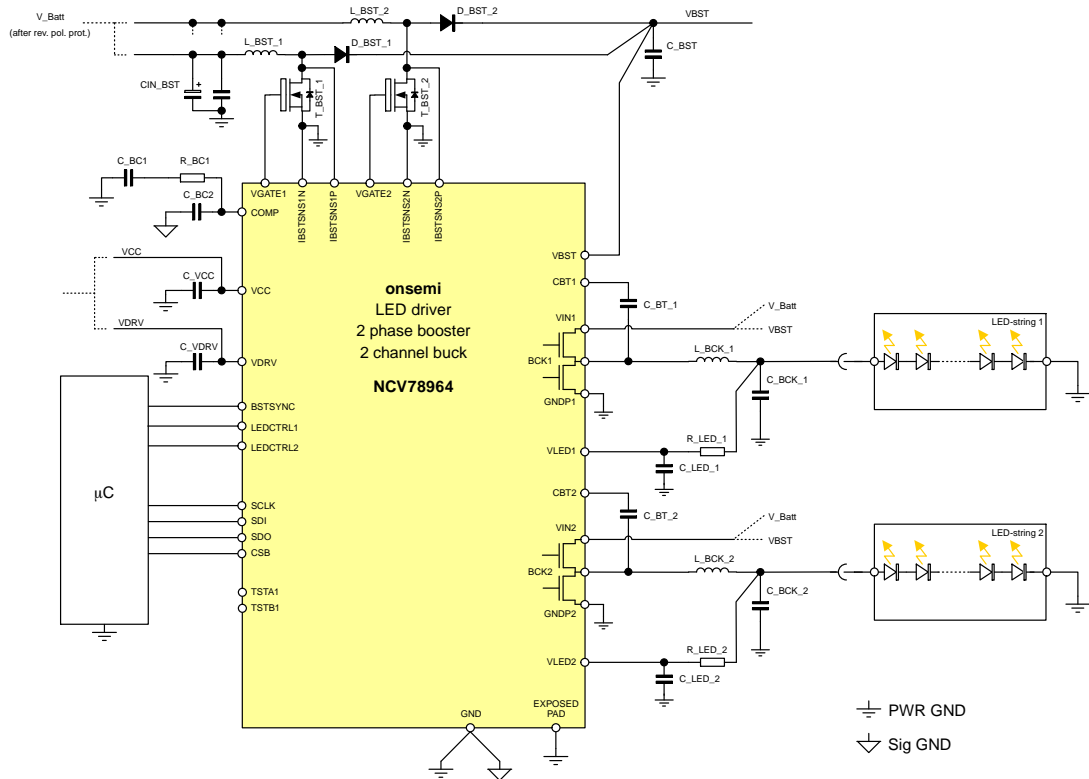 L_BST_2
D_BST_2
VBST
V_Batt
(after rev. pol. prot.)
L_BST_1
D_BST_1
C_BST
CIN_BST
+
T_BST_1
T_BST_2
C_BC1
R_BC1
C_BC2
VGATE1
IBSTSNS1N
IBSTSNS1P
VGATE2
IBSTSNS2N
IBSTSNS2P
COMP
VCC
C_VCC
VCC
VDRV
C_VDRV
VDRV
onsemi
LED driver
2 phase booster
2 channel buck
NCV78964
VBST
CBT1
C_BT_1
VIN1
V_Batt
VBST
BCK1
L_BCK_1
C_BCK_1
GNDP1
LED-string 1
VLED1
R_LED_1
C_LED_1
μC
BSTSYNC
LEDCTRL1
LEDCTRL2
SCLK
SDI
SDO
CSB
TSTA1
TSTB1
CBT2
C_BT_2
VIN2
V_Batt
VBST
BCK2
L_BCK_2
C_BCK_2
GNDP2
LED-string 2
VLED2
R_LED_2
C_LED_2
GND
EXPOSED
PAD
PWR GND
Sig GND